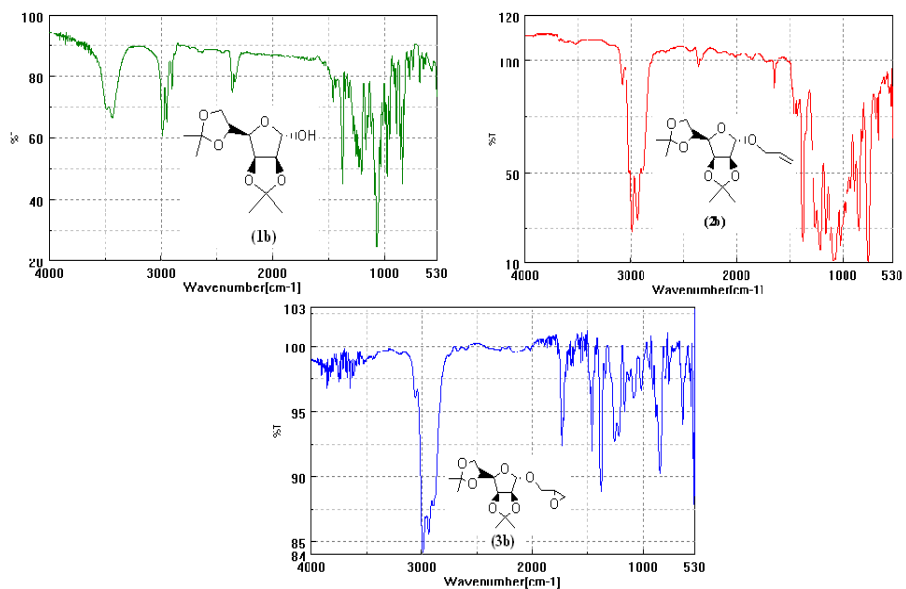 100
80
%T
60
40
20
4000
3000
2000
1000
530
Wavenumber[cm-1]
O
O
O
OH
O
O
(1b)
120
100
%T
50
10
4000
3000
2000
1000
530
Wavenumber[cm-1]
O
O
O
O
O
O
(2b)
103
100
%T
95
90
85
84
4000
3000
2000
1000
530
Wavenumber[cm-1]
O
O
O
O
O
O
O
(3b)